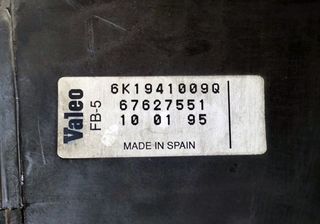 Valeo
FB-5
6K1941009Q
67627551
10 01 95
MADE IN SPAIN